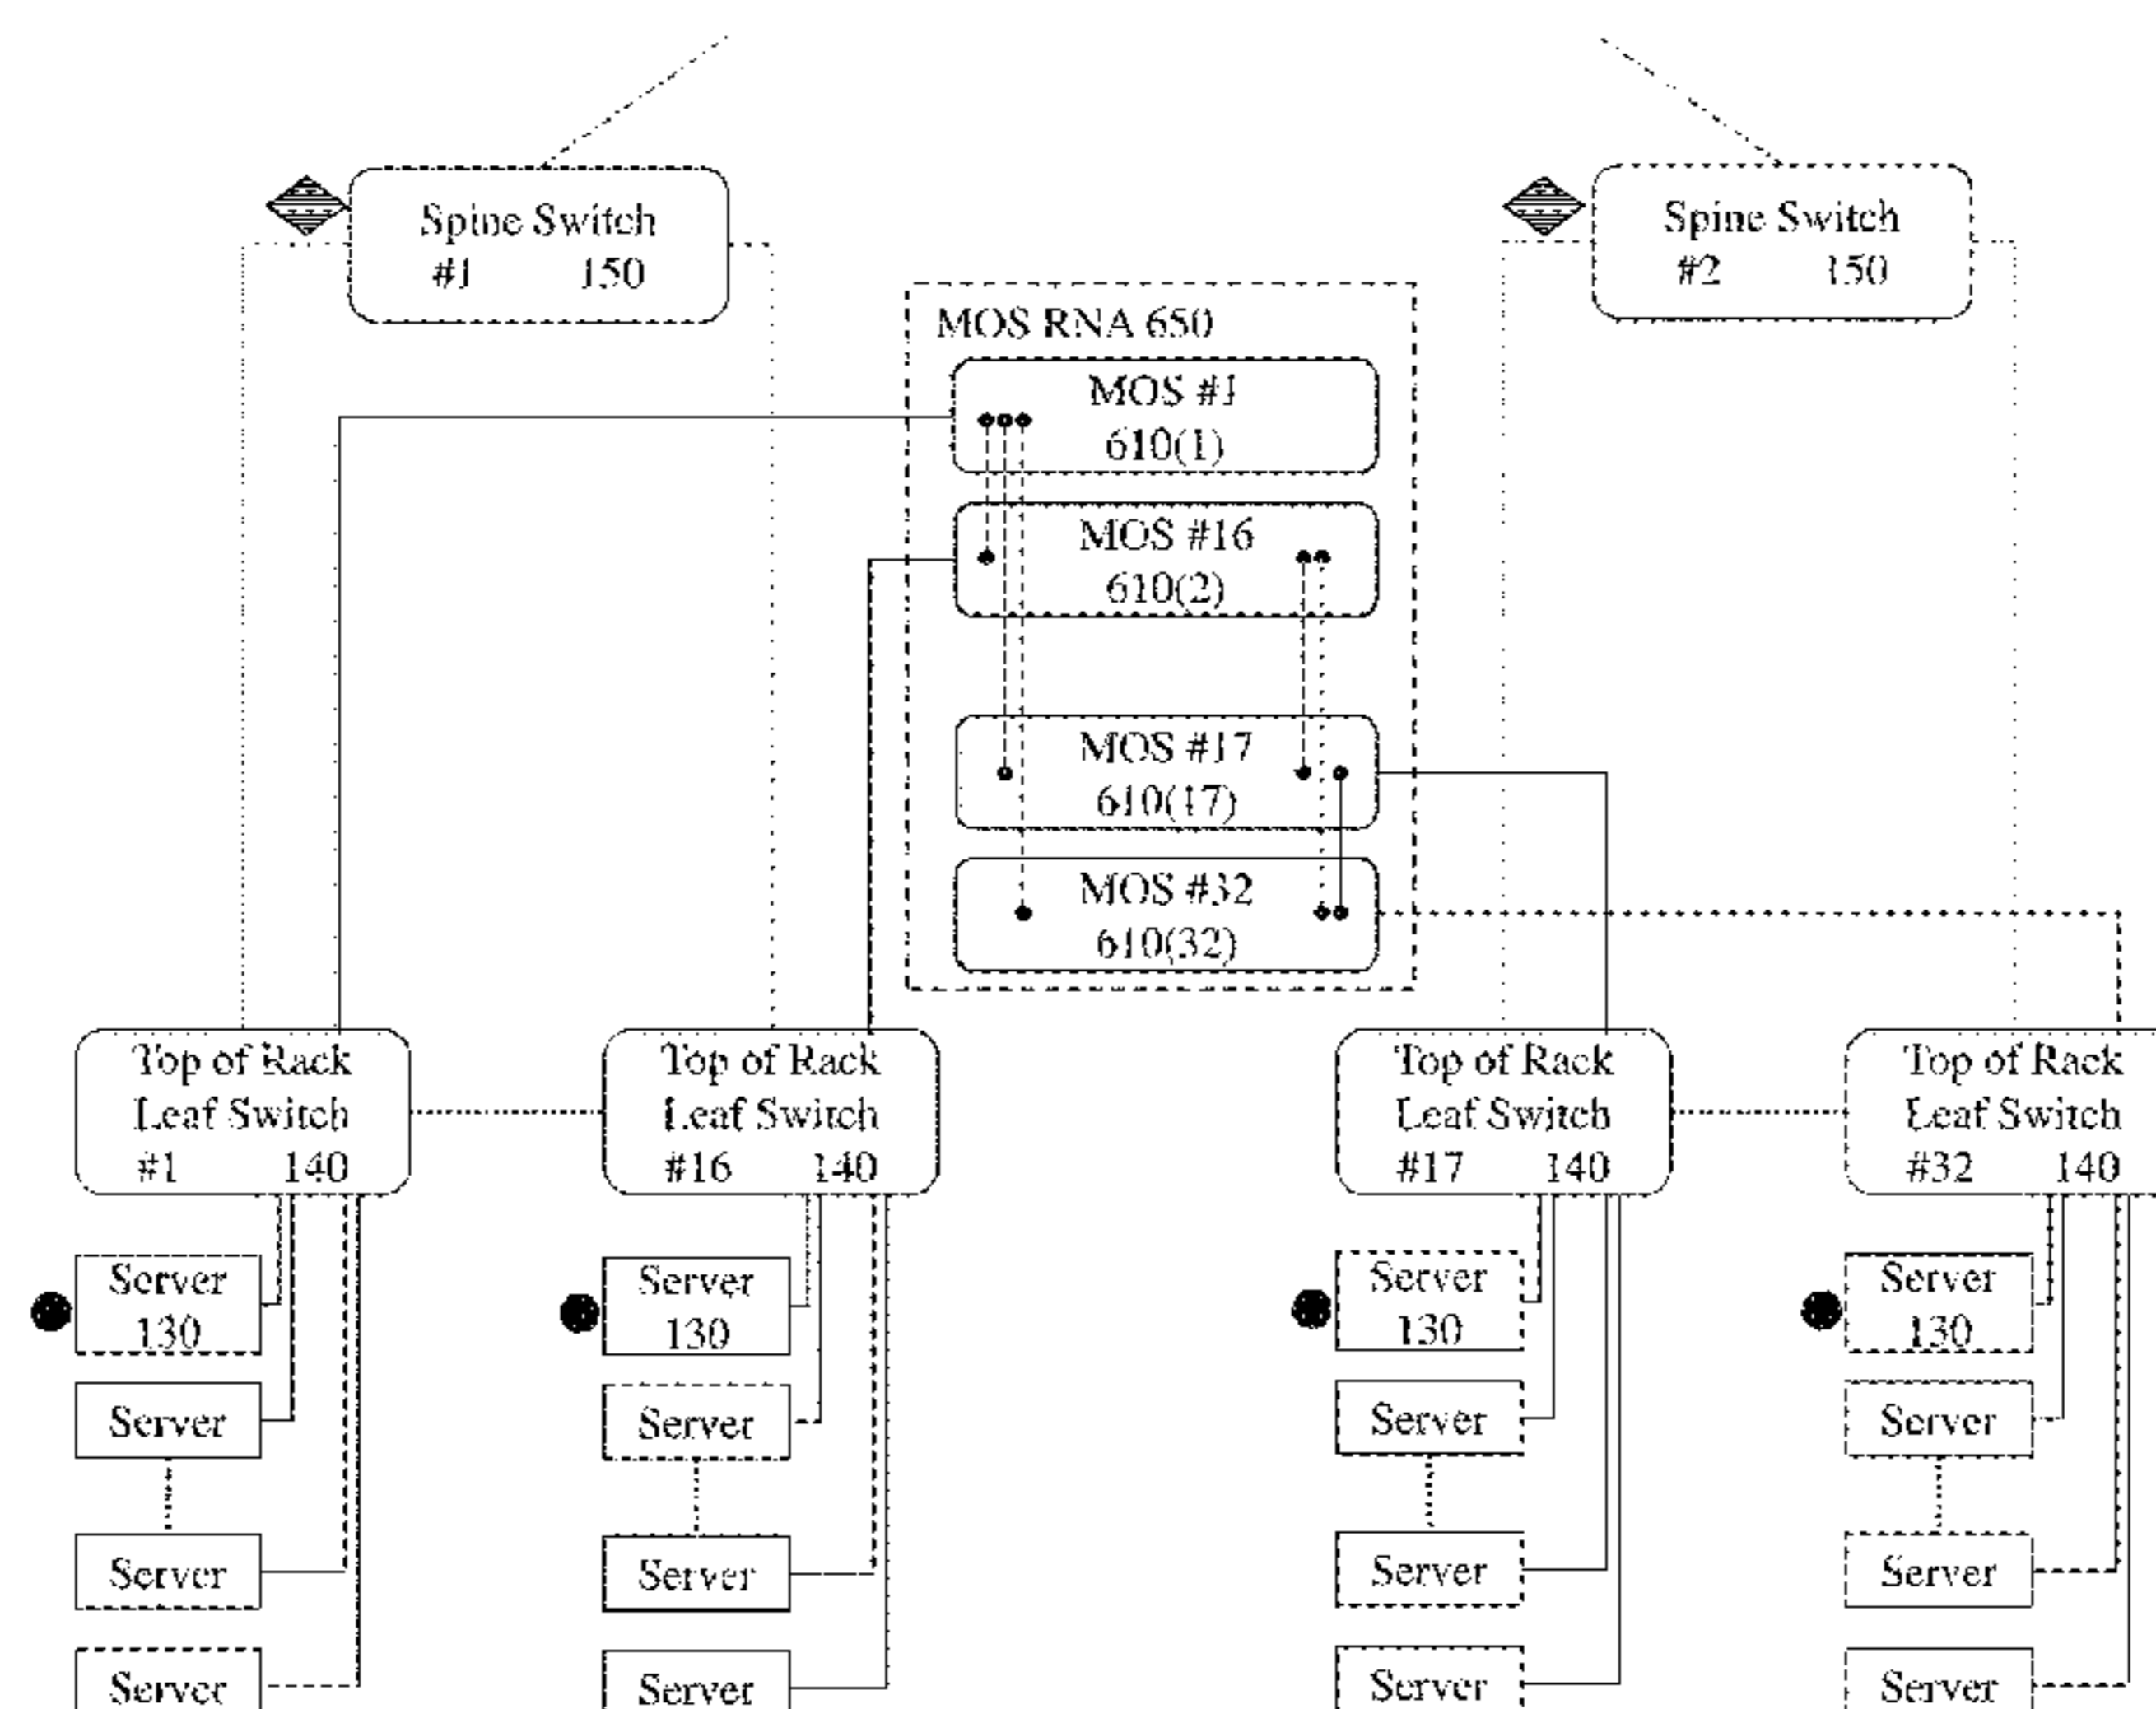 Spine Switch
#1 150
Spine Switch
#2 150
MOS RNA 650
MOS #1
610(1)
MOS #16
610(2)
MOS #17
610(17)
MOS #32
610(32)
Top of Rack
Leaf Switch
#1 140
Top of Rack
Leaf Switch
#16 140
Top of Rack
Leaf Switch
#17 140
Top of Rack
Leaf Switch
#32 140
Server
130
Server
130
Server
130
Server
130
Server
Server
Server
Server
Server
Server
Server
Server
Server
Server
Server
Server